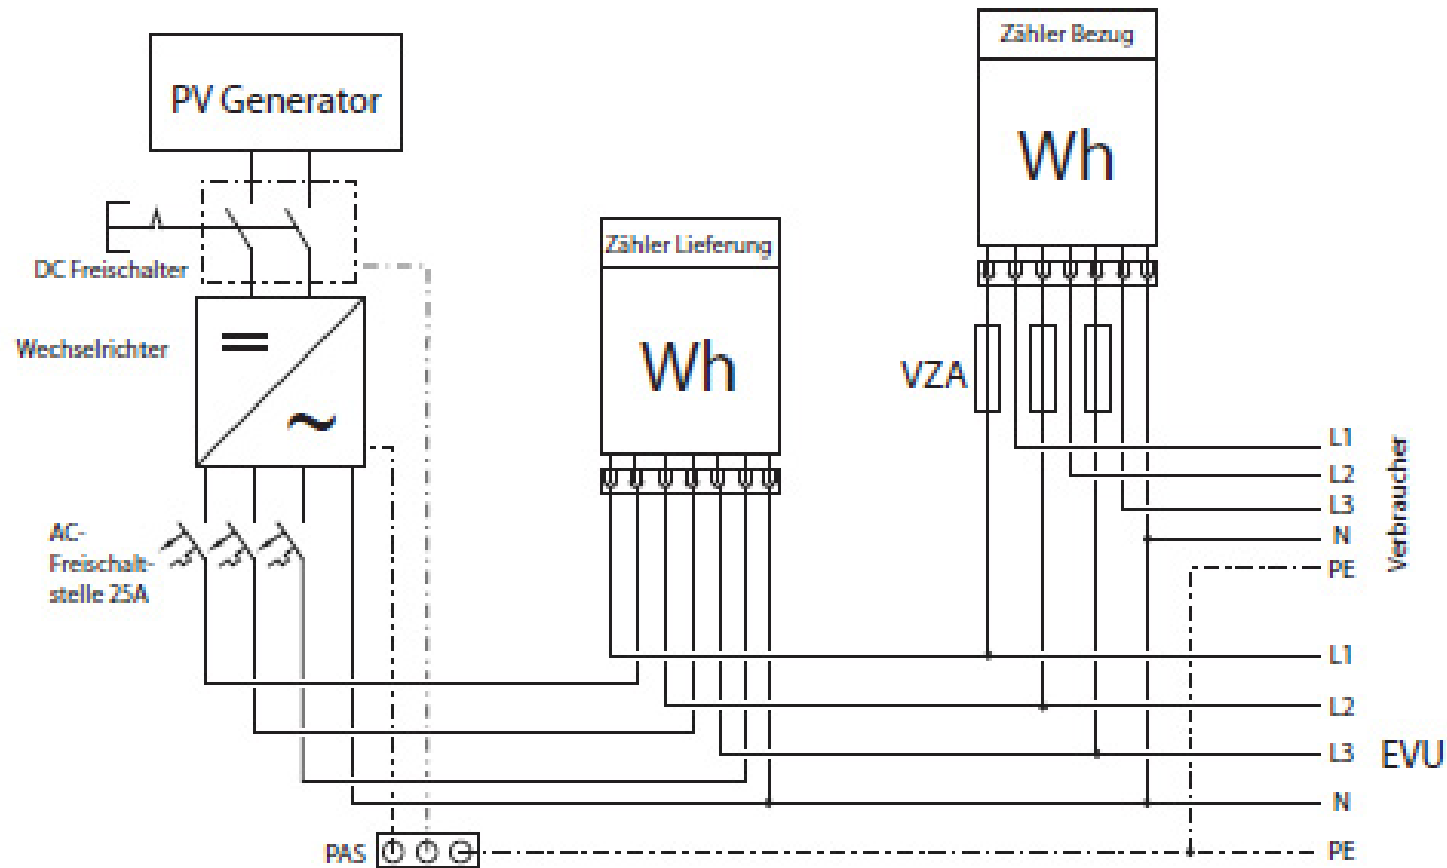 Zähler Bezug
Wh
PV Generator
DC Freischalter
Zähler Lieferung
Wh
Wechselrichter
VZA
L1
L2
L3
N
PE
Verbraucher
AC-
Freischalt-
stelle 25A
L1
L2
L3
EVU
N
PAS
PE